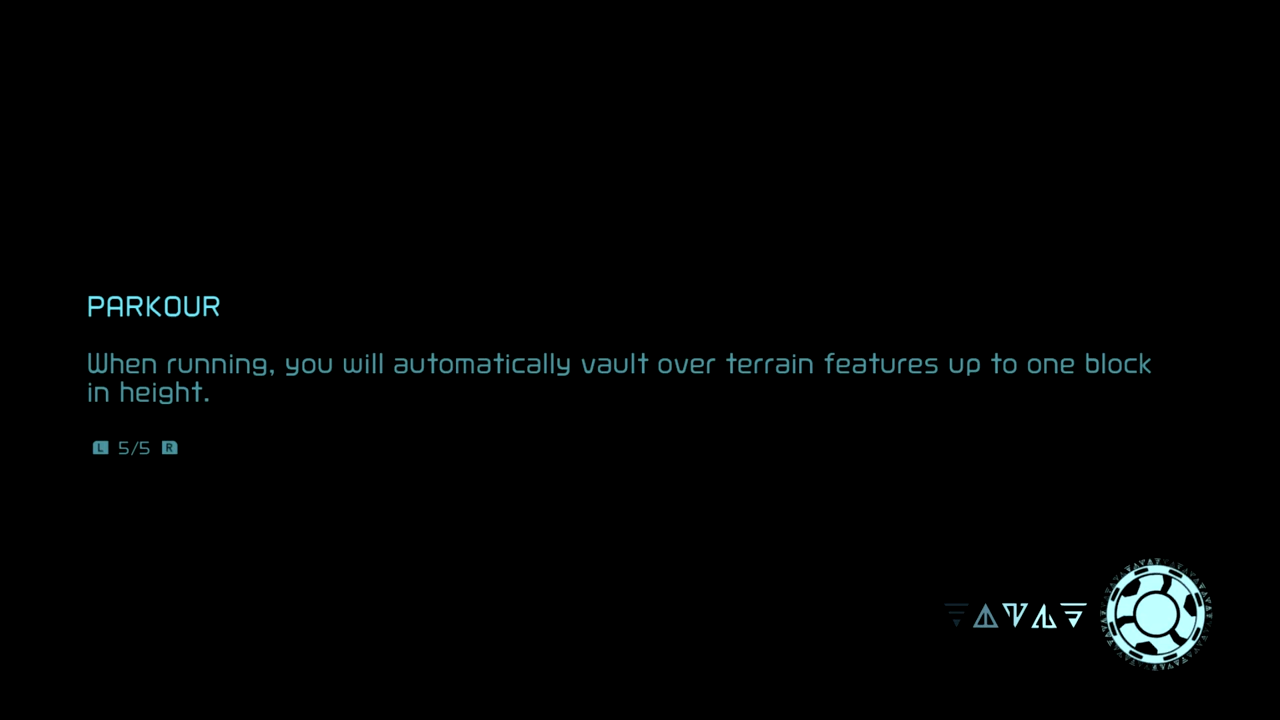 PARKOUR
When running, you will automatically vault over terrain features up to one block
in height.
L 5/5 R